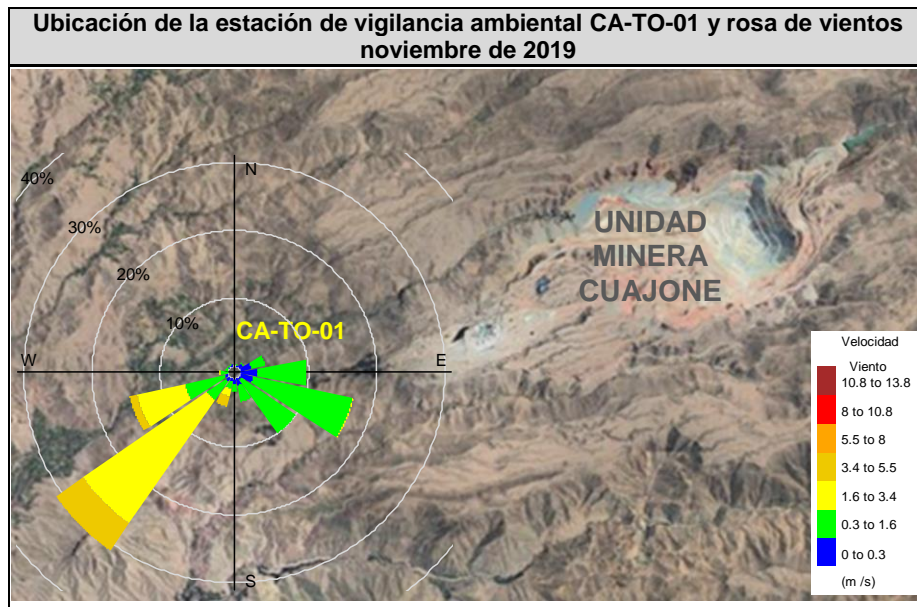 Ubicación de la estación de vigilancia ambiental CA-TO-01 y rosa de vientos
noviembre de 2019
N
40%
30%
20%
10%
CA-TO-01
W
E
S
UNIDAD
MINERA
CUAJONE
Velocidad
Viento
10.8 to 13.8
8 to 10.8
5.5 to 8
3.4 to 5.5
1.6 to 3.4
0.3 to 1.6
0 to 0.3
(m /s)